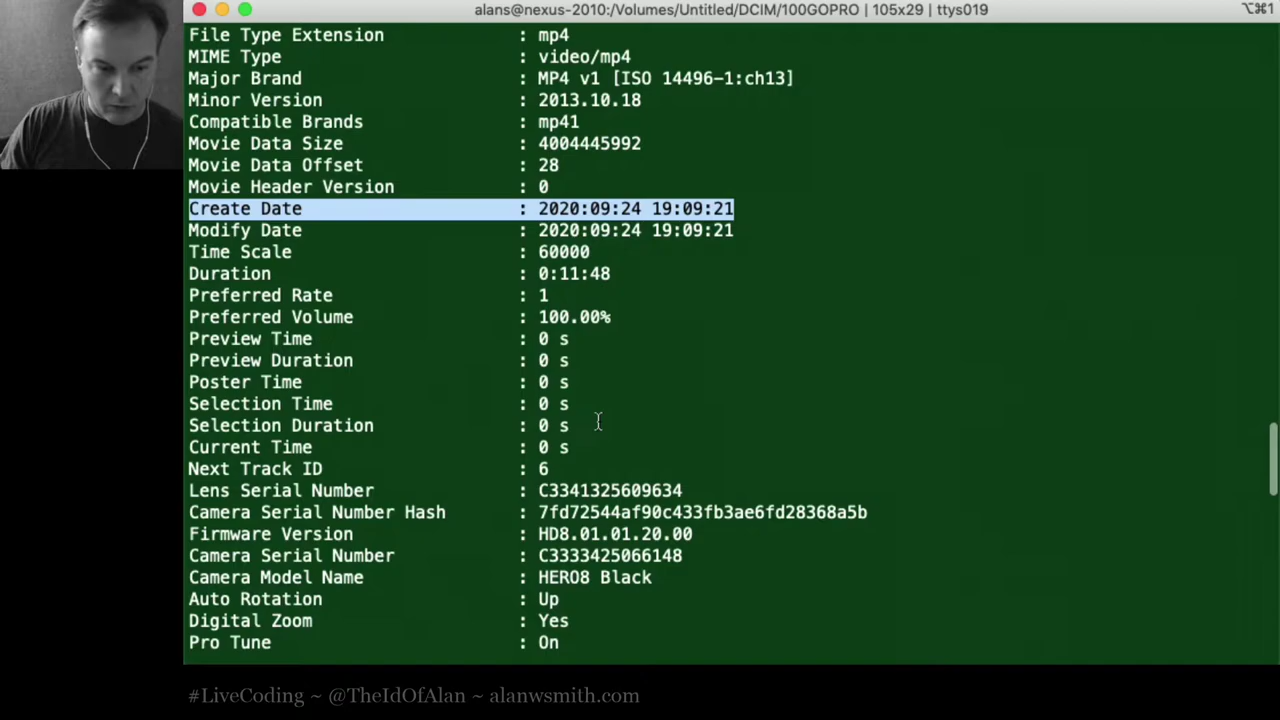 alans@nexus-2010:/Volumes/Untitled/DCIM/100GOPRO | 105x29 | ttys019
⌥⌘1
File Type Extension : mp4
MIME Type : video/mp4
Major Brand : MP4 v1 [ISO 14496-1:ch13]
Minor Version : 2013.10.18
Compatible Brands : mp41
Movie Data Size : 4004445992
Movie Data Offset : 28
Movie Header Version : 0
Create Date : 2020:09:24 19:09:21
Modify Date : 2020:09:24 19:09:21
Time Scale : 60000
Duration : 0:11:48
Preferred Rate : 1
Preferred Volume : 100.00%
Preview Time : 0 s
Preview Duration : 0 s
Poster Time : 0 s
Selection Time : 0 s
Selection Duration : 0 s
Current Time : 0 s
Next Track ID : 6
Lens Serial Number : C3341325609634
Camera Serial Number Hash : 7fd72544af90c433fb3ae6fd28368a5b
Firmware Version : HD8.01.01.20.00
Camera Serial Number : C3333425066148
Camera Model Name : HERO8 Black
Auto Rotation : Up
Digital Zoom : Yes
Pro Tune : On
#LiveCoding ~ @TheIdOfAlan ~ alanwsmith.com